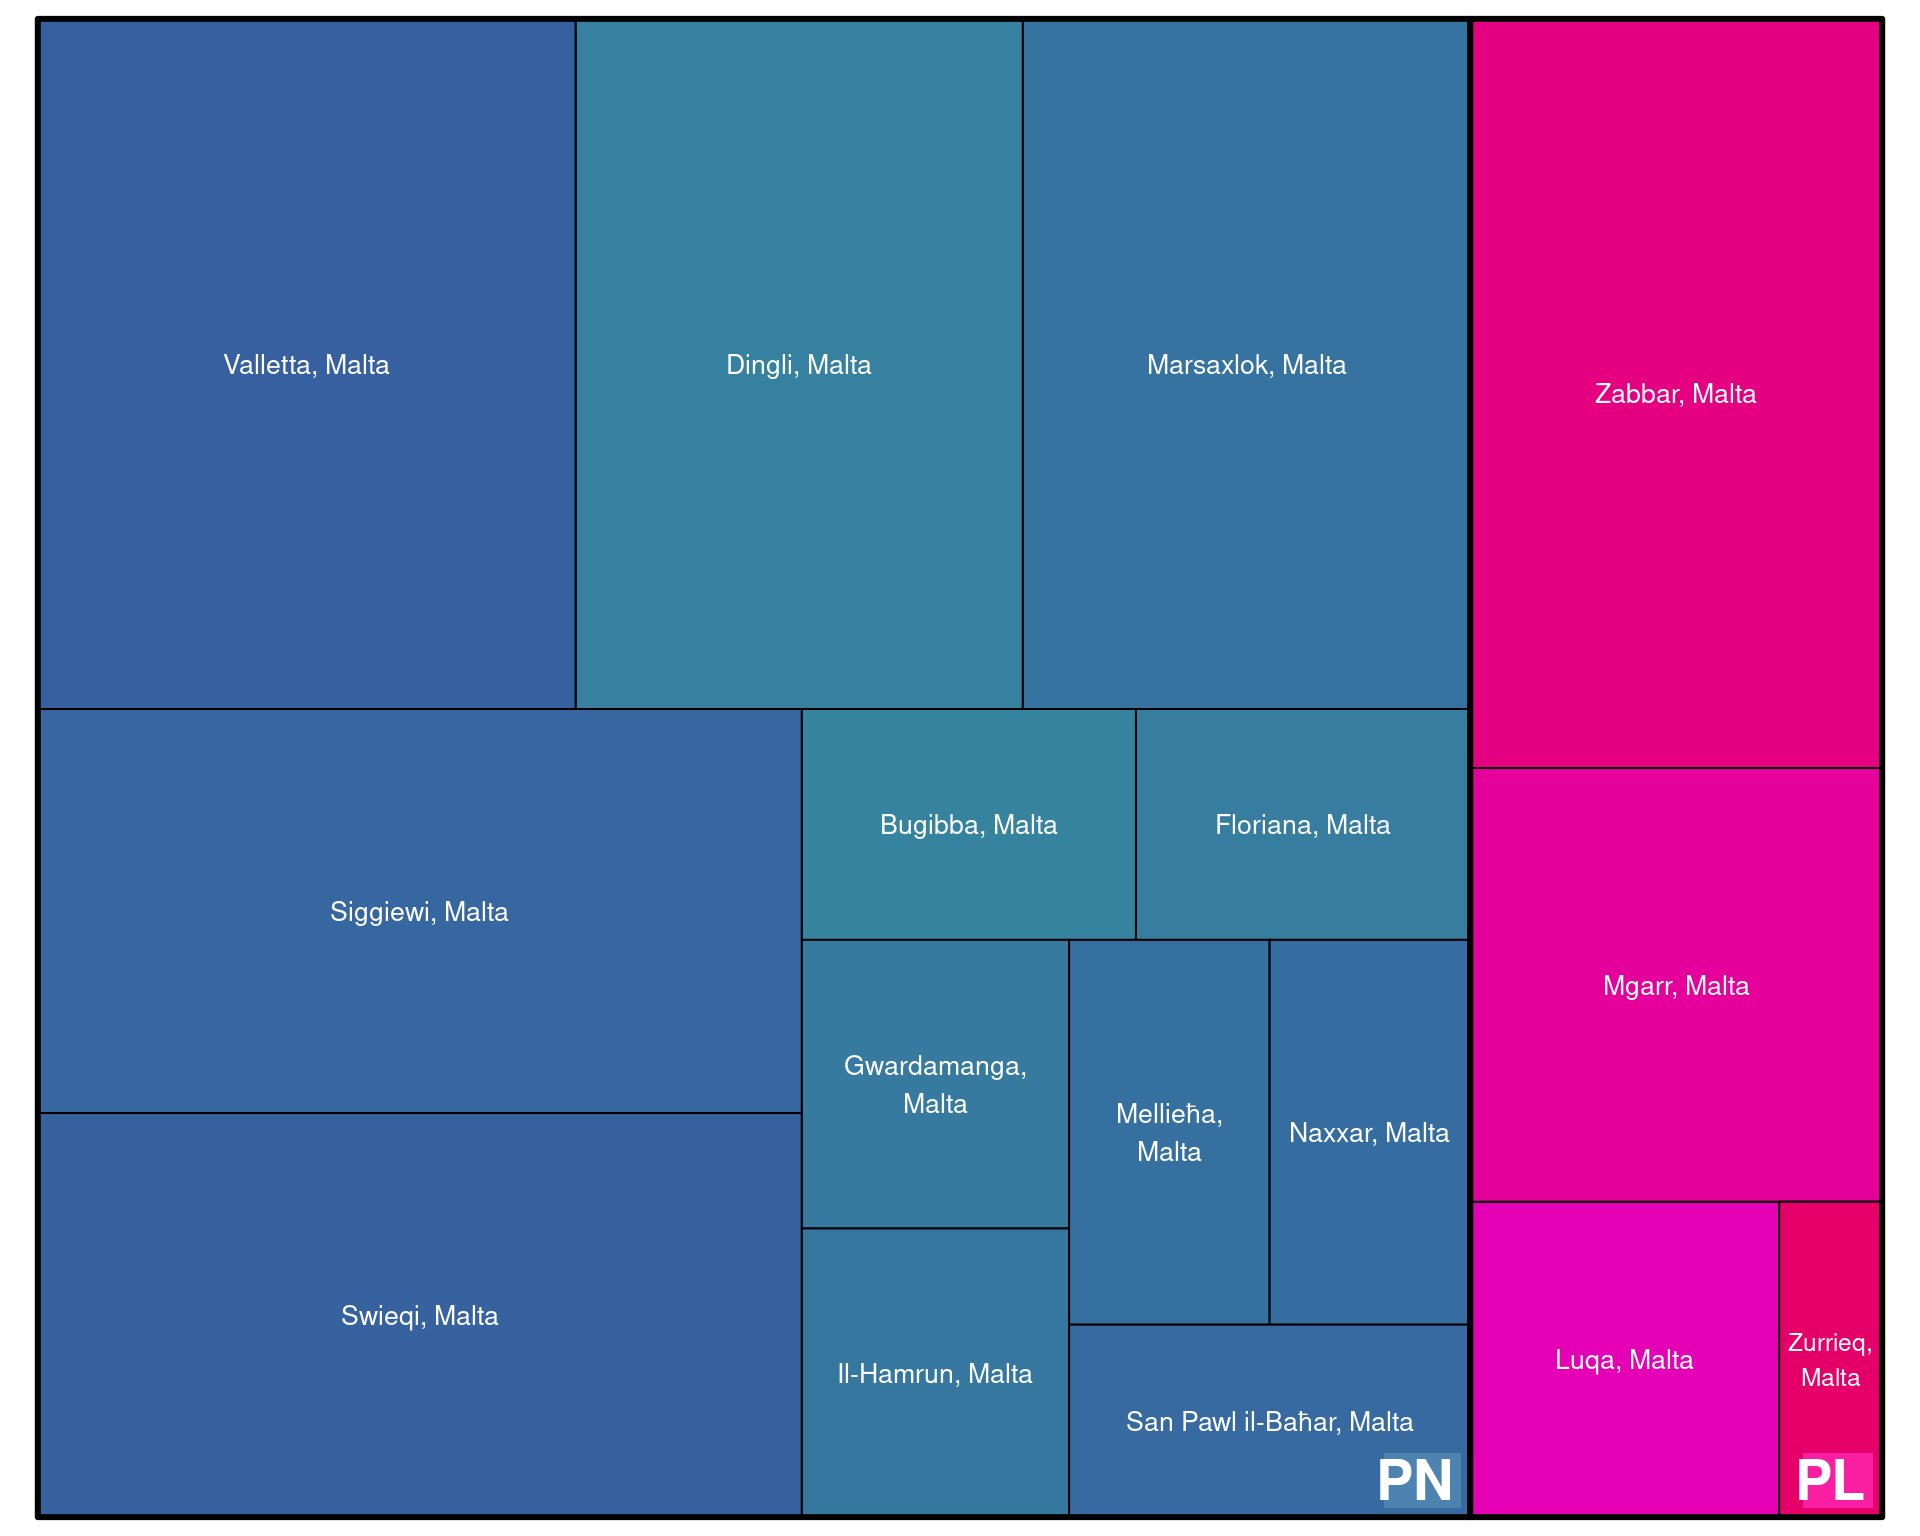 Valletta, Malta
Dingli, Malta
Marsaxlok, Malta
Zabbar, Malta
Siggiewi, Malta
Bugibba, Malta
Floriana, Malta
Mgarr, Malta
Gwardamanga,
Malta
Mellieħa,
Malta
Naxxar, Malta
Swieqi, Malta
Il-Hamrun, Malta
San Pawl il-Baħar, Malta
Luqa, Malta
Zurrieq,
Malta
PN
PL